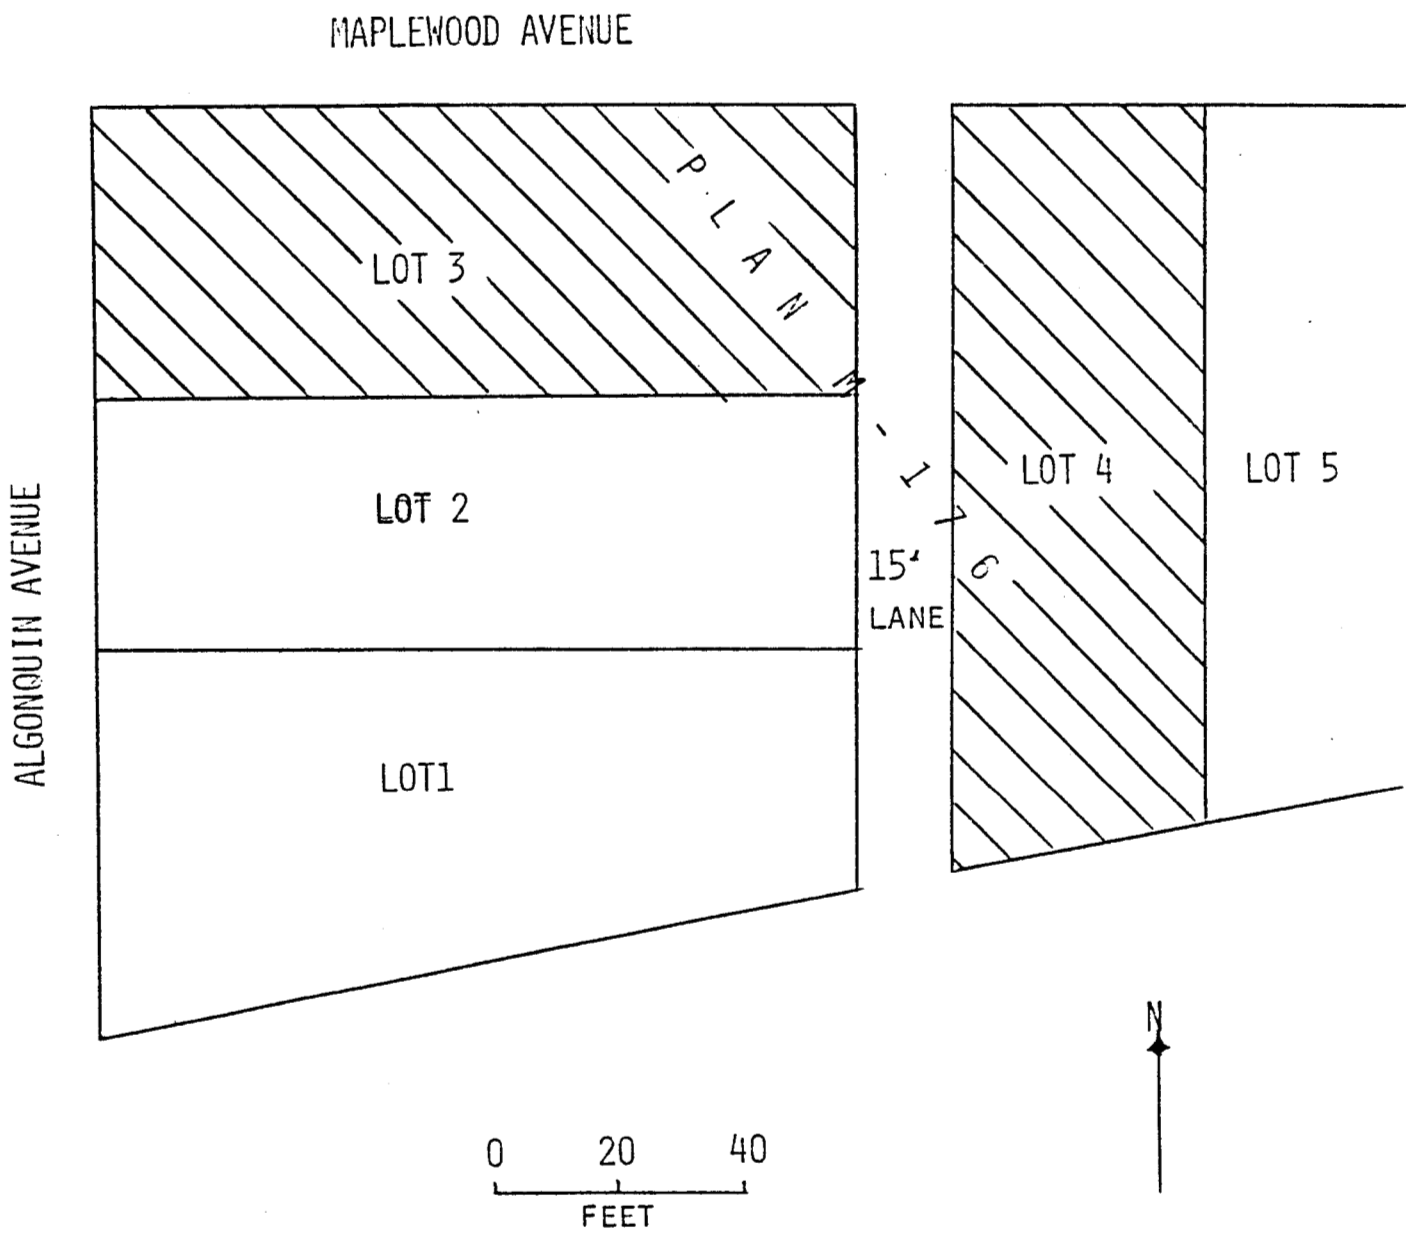 MAPLEWOOD AVENUE
PLAN M-176
LOT 3
LOT 4
LOT 5
LOT 2
15'
LANE
ALGONQUIN AVENUE
LOT1
N
0 20 40
FEET